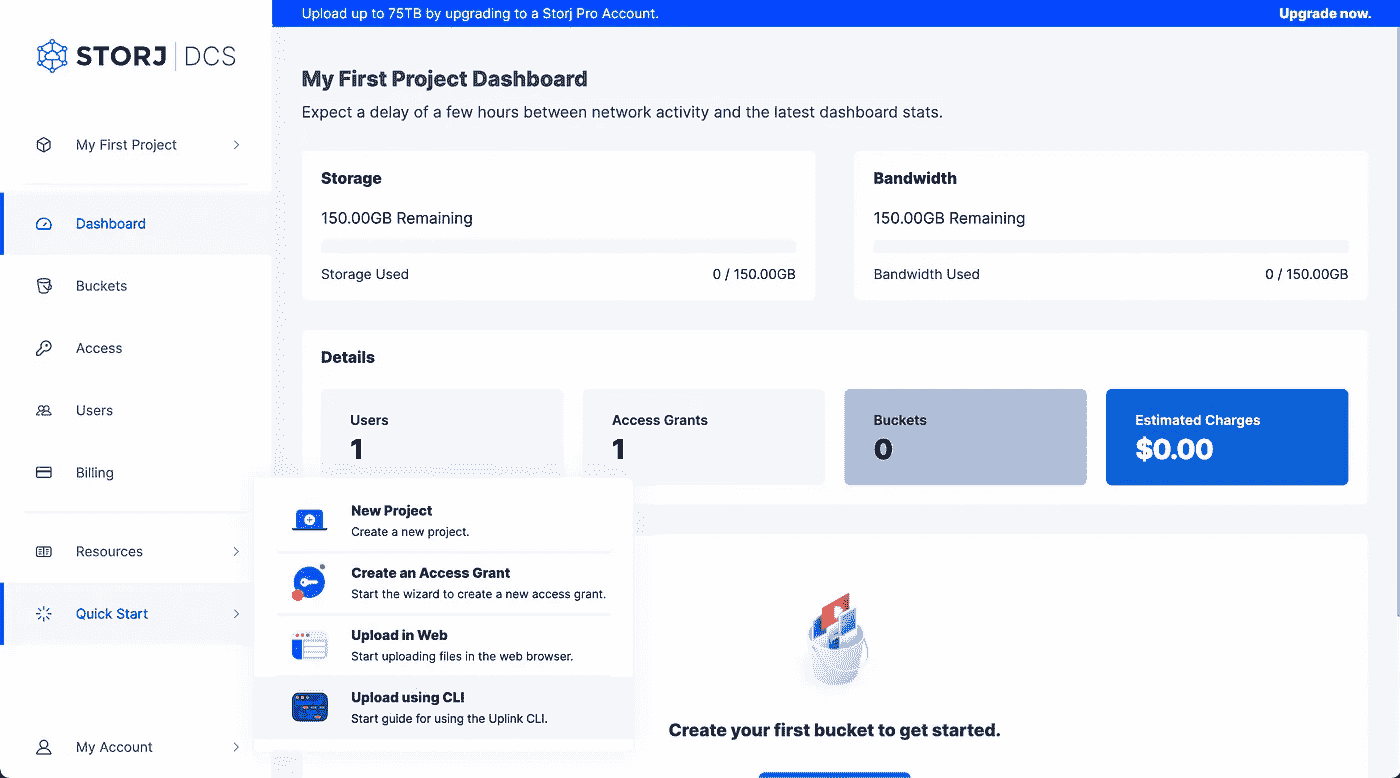 Upload up to 75TB by upgrading to a Storj Pro Account. Upgrade now.
STORJ DCS
My First Project
Dashboard
Buckets
Access
Users
Billing
Resources
Quick Start
My Account
My First Project Dashboard
Expect a delay of a few hours between network activity and the latest dashboard stats.
Storage
150.00GB Remaining
Storage Used 0 / 150.00GB
Bandwidth
150.00GB Remaining
Bandwidth Used 0 / 150.00GB
Details
Users
1
Access Grants
1
Buckets
0
Estimated Charges
$0.00
New Project
Create a new project.
Create an Access Grant
Start the wizard to create a new access grant.
Upload in Web
Start uploading files in the web browser.
Upload using CLI
Start guide for using the Uplink CLI.
Create your first bucket to get started.